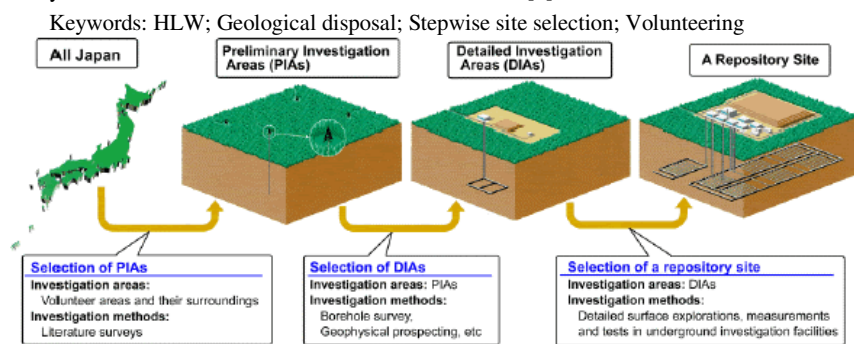 Keywords: HLW; Geological disposal; Stepwise site selection; Volunteering
All Japan
Preliminary Investigation
Areas (PIAs)
Detailed Investigation
Areas (DIAs)
A Repository Site
Selection of PIAs
Investigation areas:
Volunteer areas and their surroundings
Investigation methods:
Literature surveys
Selection of DIAs
Investigation areas: PIAs
Investigation methods:
Borehole survey,
Geophysical prospecting, etc
Selection of a repository site
Investigation areas: DIAs
Investigation methods:
Detailed surface explorations, measurements
and tests in underground investigation facilities